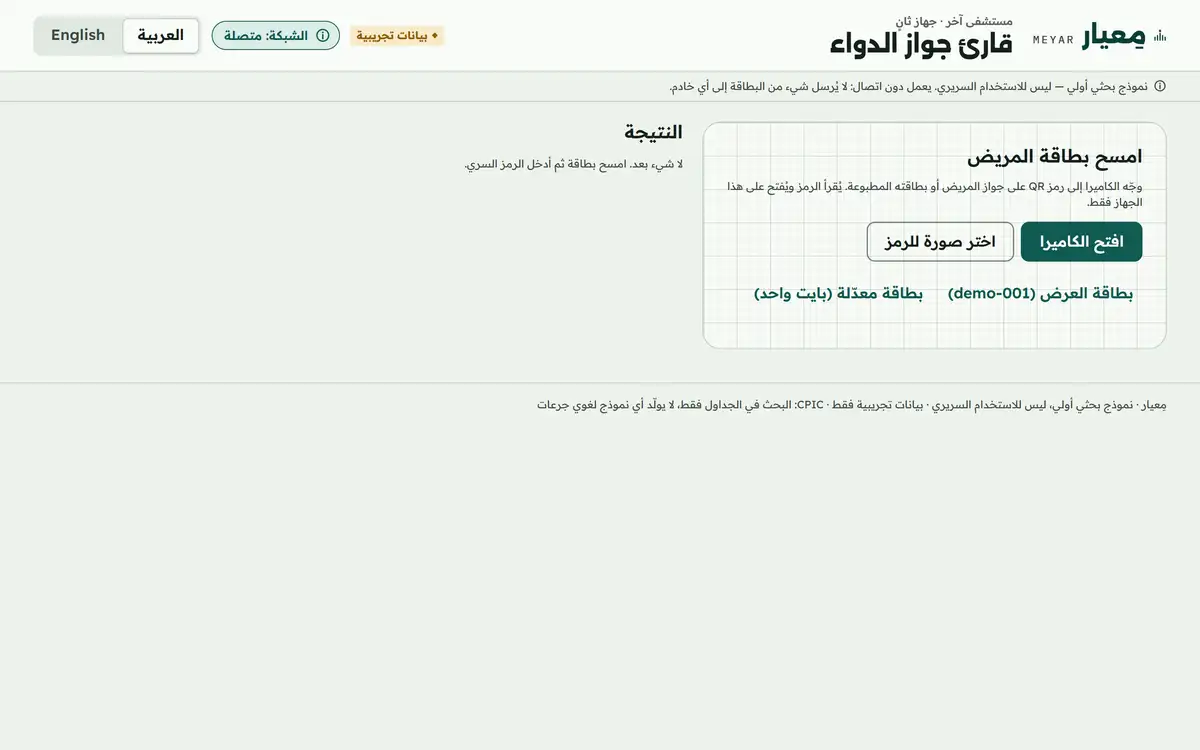 مِعيار MEYAR
مستشفى آخر · جهاز ثانٍ
قارئ جواز الدواء
بيانات تجريبية
الشبكة: متصلة
العربية
English
نموذج بحثي أولي — ليس للاستخدام السريري. يعمل دون اتصال: لا يُرسل شيء من البطاقة إلى أي خادم.
امسح بطاقة المريض
وجّه الكاميرا إلى رمز QR على جواز المريض أو بطاقته المطبوعة. يُقرأ الرمز ويُفتح على هذا
الجهاز فقط.
افتح الكاميرا
اختر صورة للرمز
بطاقة العرض (demo-001)
بطاقة معدّلة (بايت واحد)
النتيجة
لا شيء بعد. امسح بطاقة ثم أدخل الرمز السري.
مِعيار · نموذج بحثي أولي، ليس للاستخدام السريري · بيانات تجريبية فقط · CPIC: البحث في الجداول فقط، لا يولّد أي نموذج لغوي جرعات